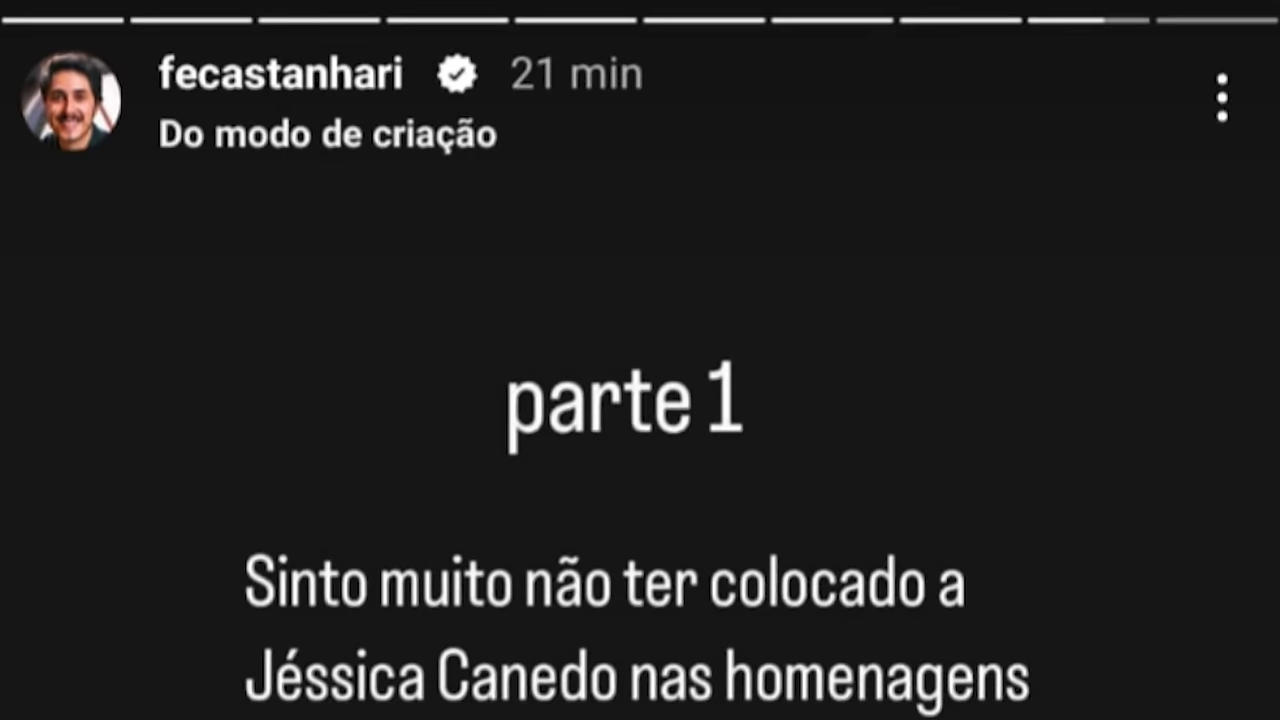 fecastanhari 21 min
Do modo de criação
parte 1
Sinto muito não ter colocado a
Jéssica Canedo nas homenagens